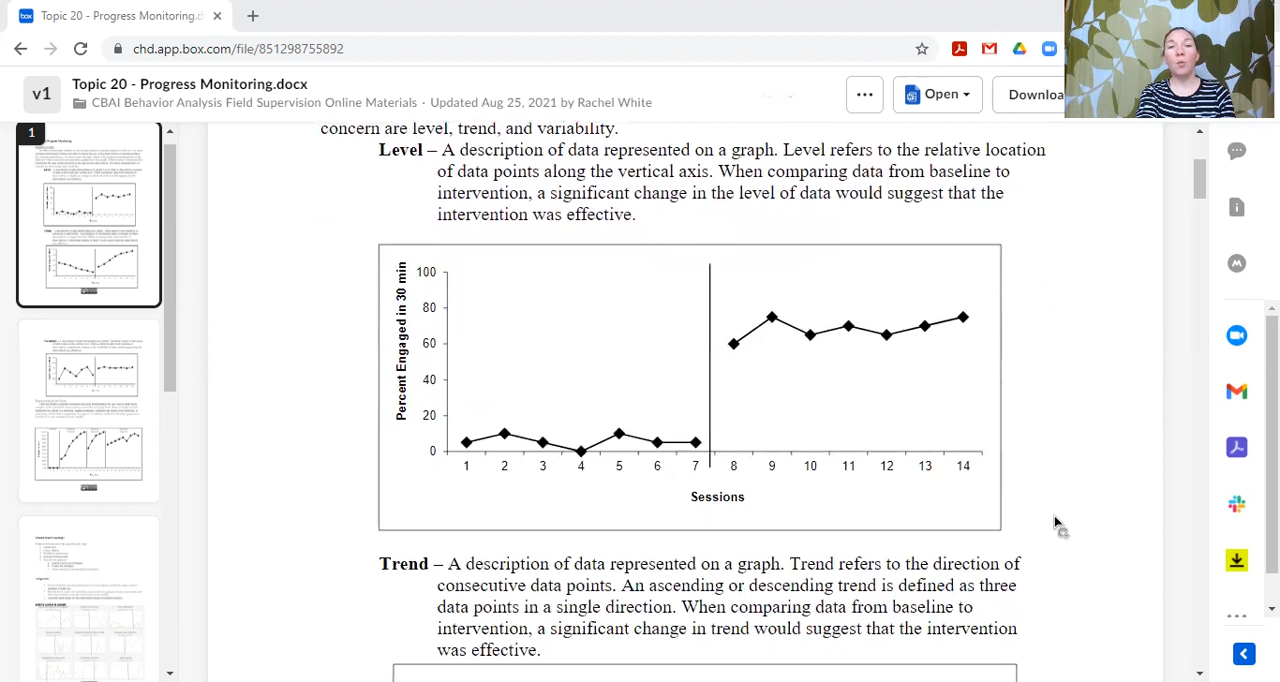 box
Topic 20 - Progress Monitoring.d
chd.app.box.com/file/851298755892
v1
Topic 20 - Progress Monitoring.docx
CBAI Behavior Analysis Field Supervision Online Materials · Updated Aug 25, 2021 by Rachel White
Open
Downloa
1
concern are level, trend, and variability.
Level – A description of data represented on a graph. Level refers to the relative location
of data points along the vertical axis. When comparing data from baseline to
intervention, a significant change in the level of data would suggest that the
intervention was effective.
Percent Engaged in 30 min
100
80
60
40
20
0
1 2 3 4 5 6 7 8 9 10 11 12 13 14
Sessions
Trend – A description of data represented on a graph. Trend refers to the direction of
consecutive data points. An ascending or descending trend is defined as three
data points in a single direction. When comparing data from baseline to
intervention, a significant change in trend would suggest that the intervention
was effective.